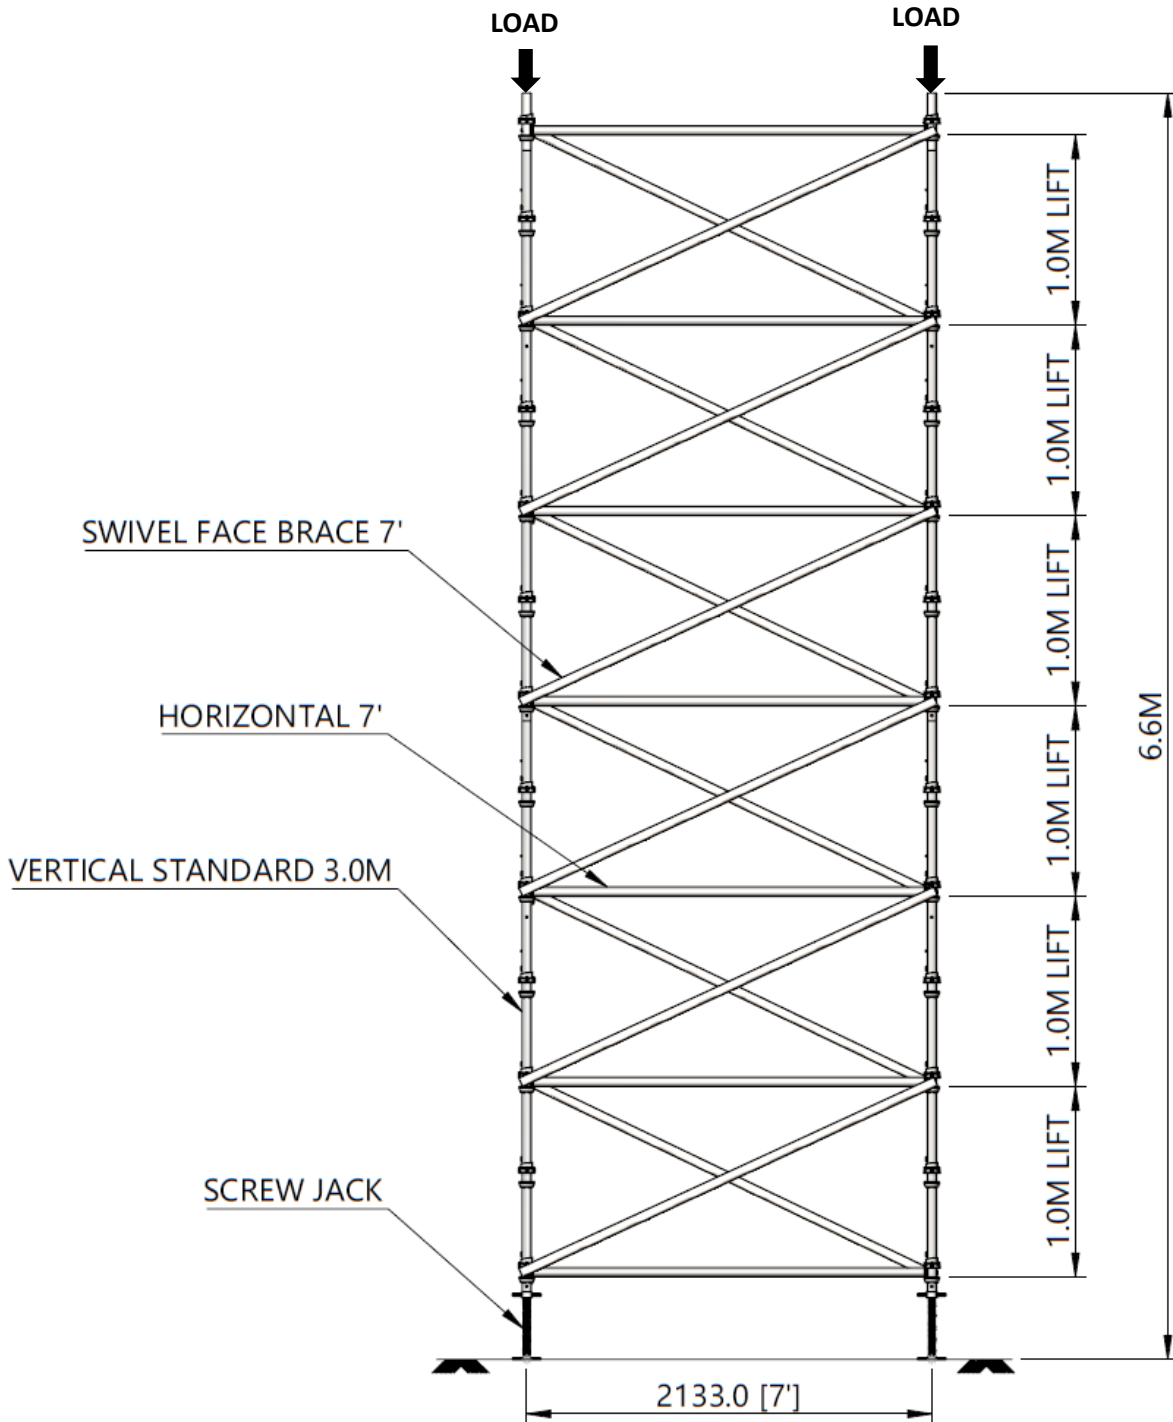 LOAD
LOAD
1.0M LIFT
1.0M LIFT
SWIVEL FACE BRACE 7'
1.0M LIFT
HORIZONTAL 7'
6.6M
1.0M LIFT
VERTICAL STANDARD 3.0M
1.0M LIFT
SCREW JACK
1.0M LIFT
2133.0 [7']